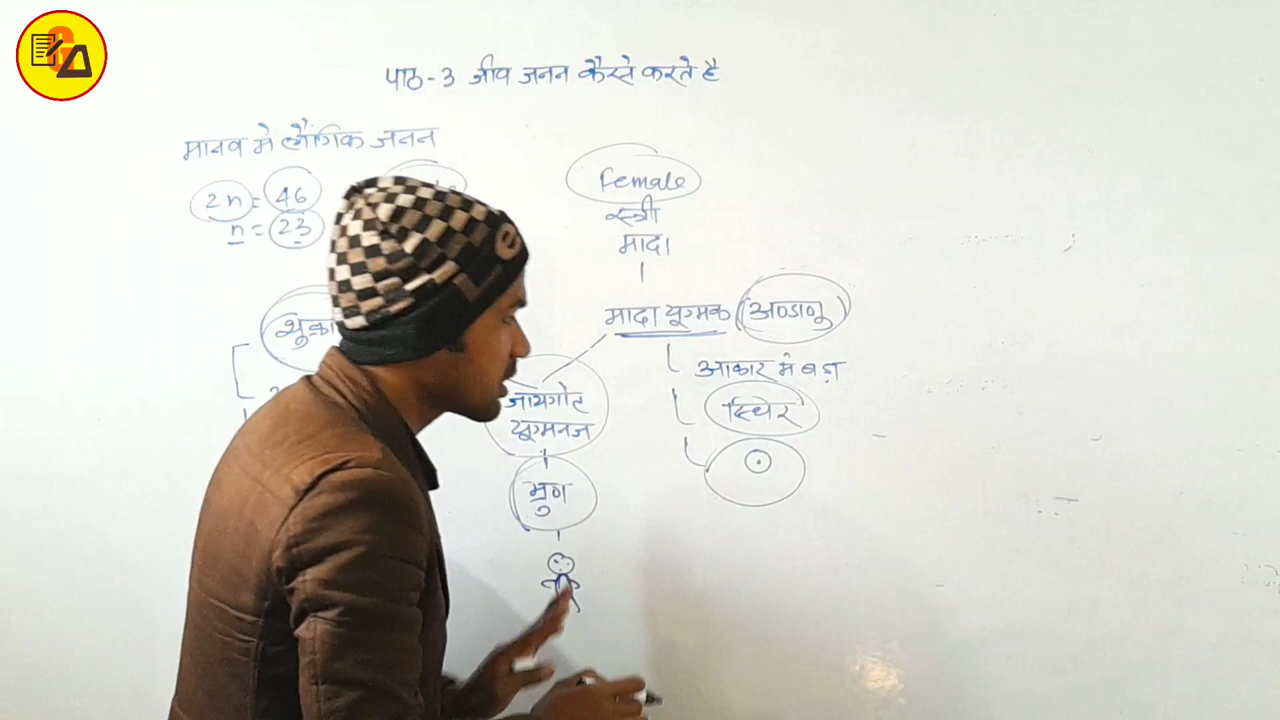 पाठ-3 जीव जनन कैसे करते है
मानव मे लैंगिक जनन
2n = 46
n = 23
Female
स्त्री
मादा
मादा युग्मक (अण्डाणु)
आकार मे बड़ा
स्थिर
जायगोट
युग्मनज
भ्रुण